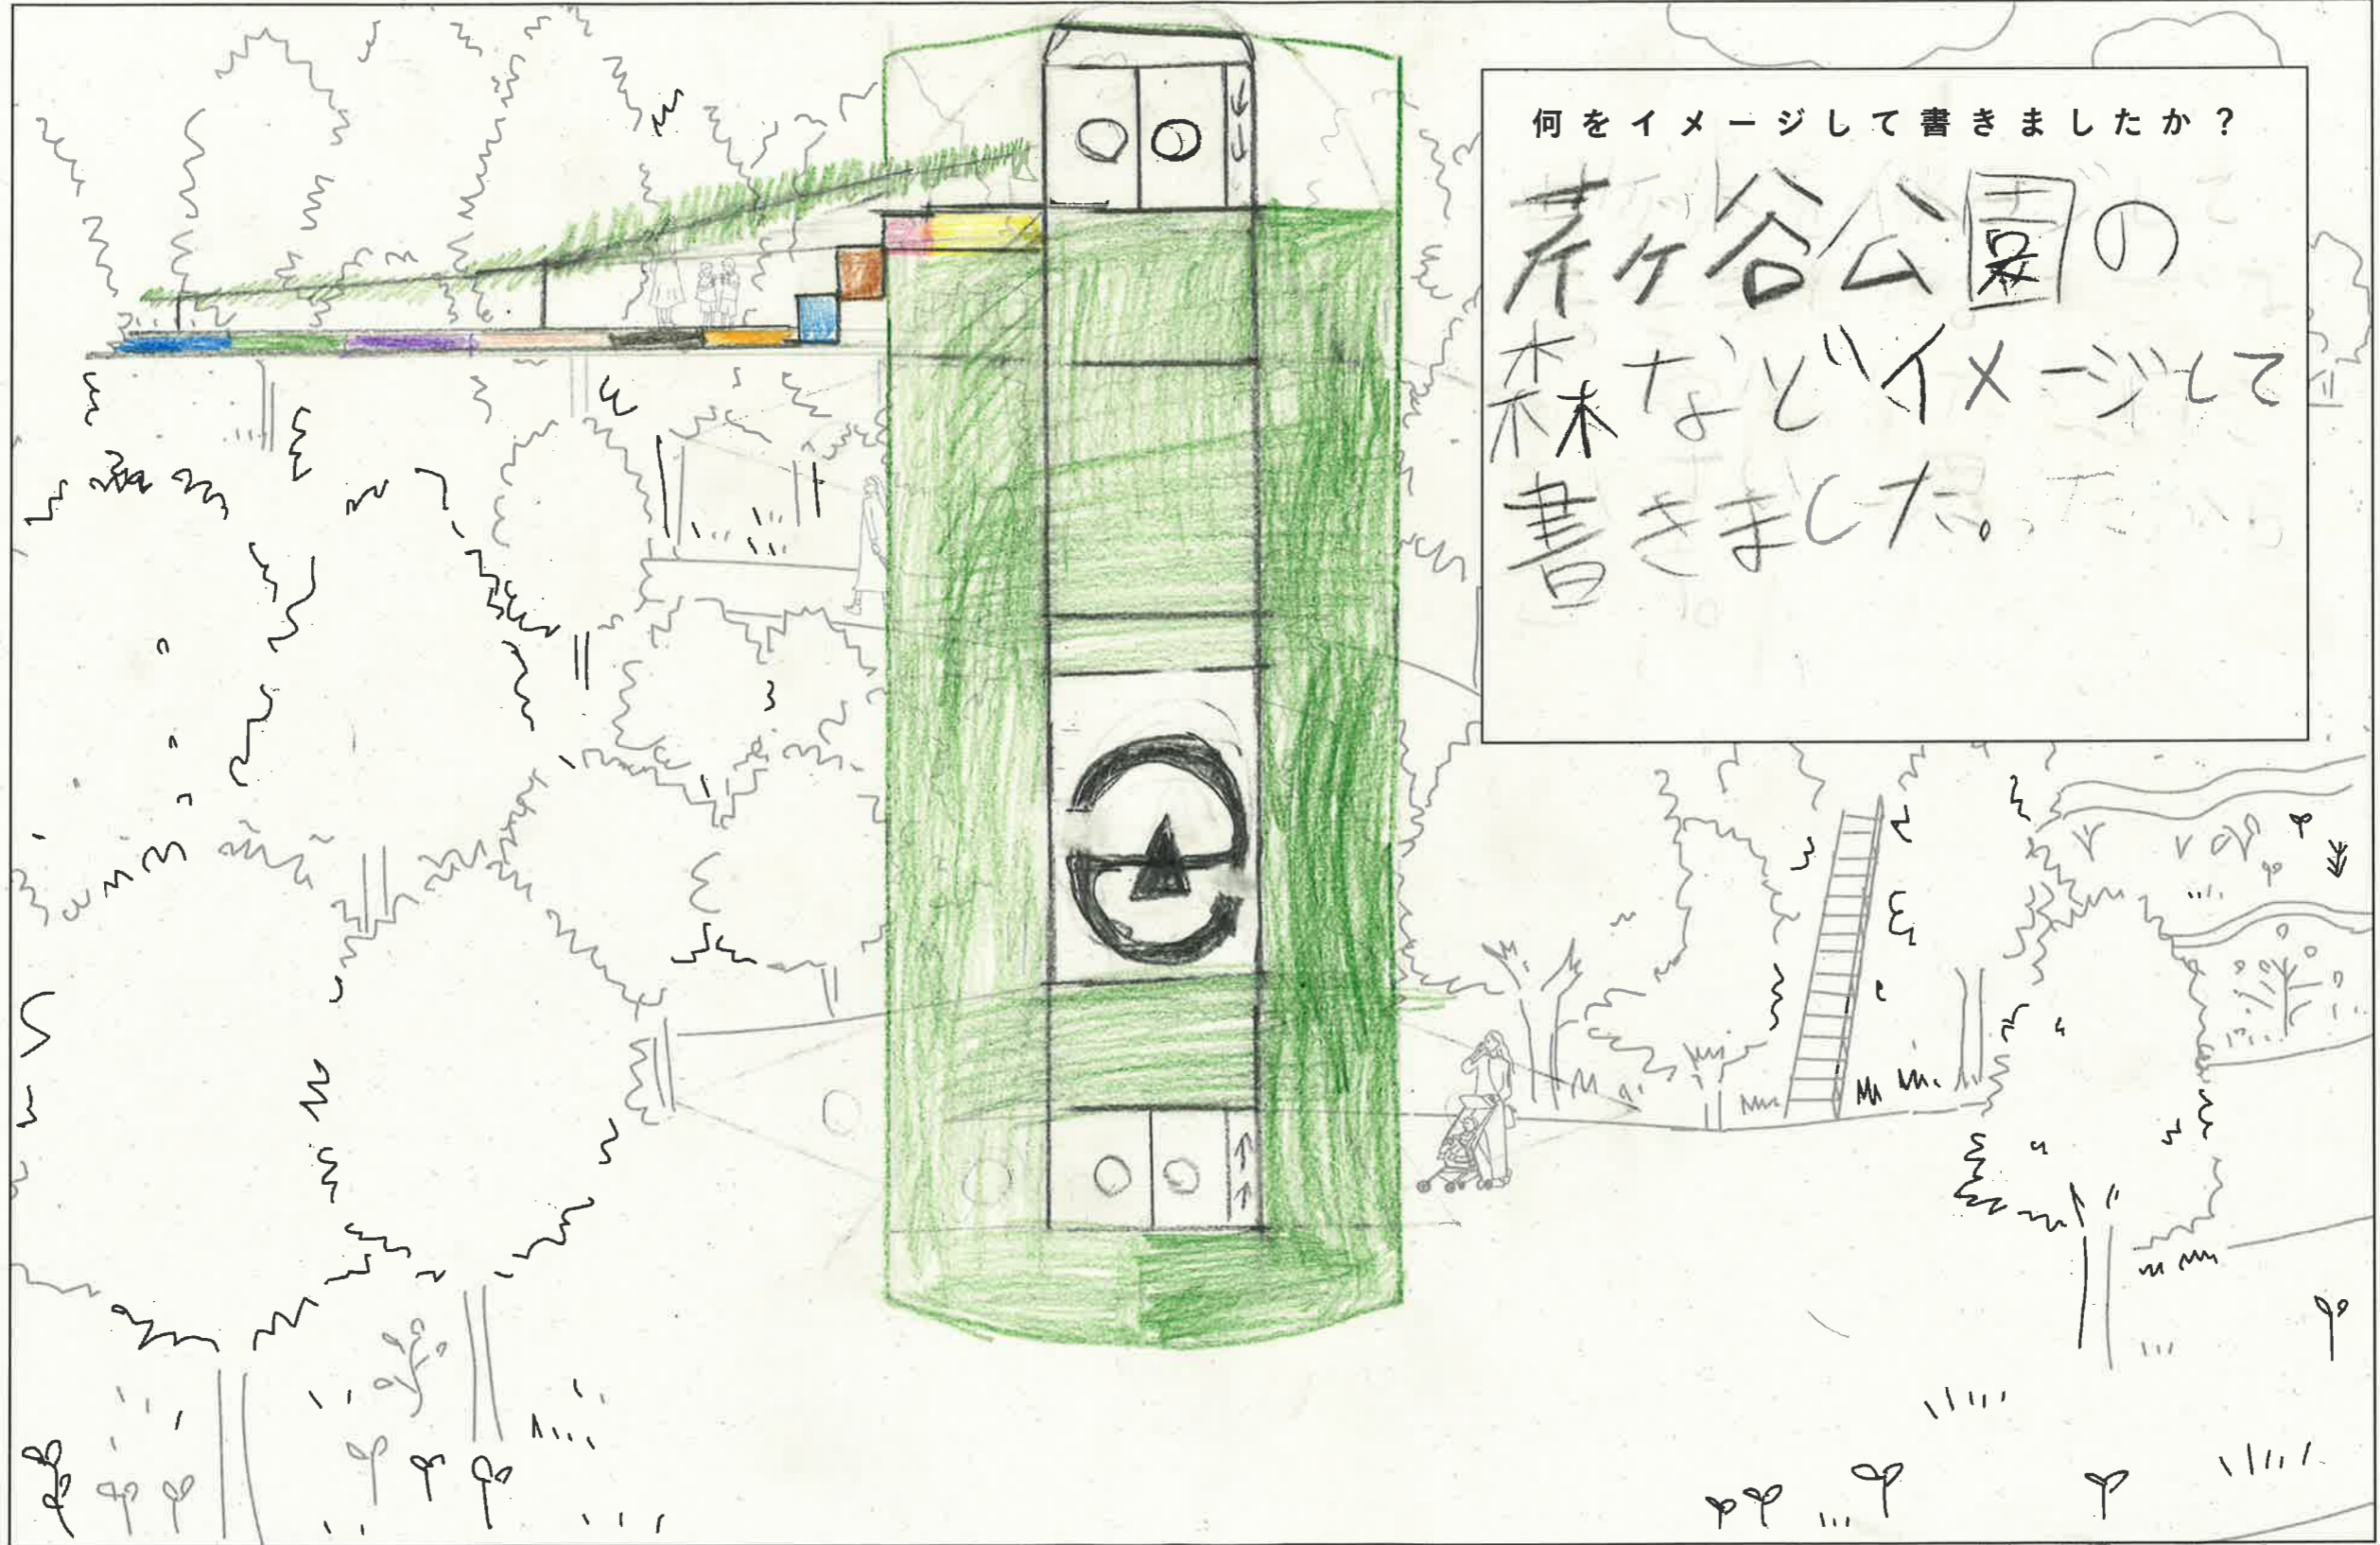 何をイメージして書きましたか？
茅ヶ谷公園の
森などイメージして
書きました。